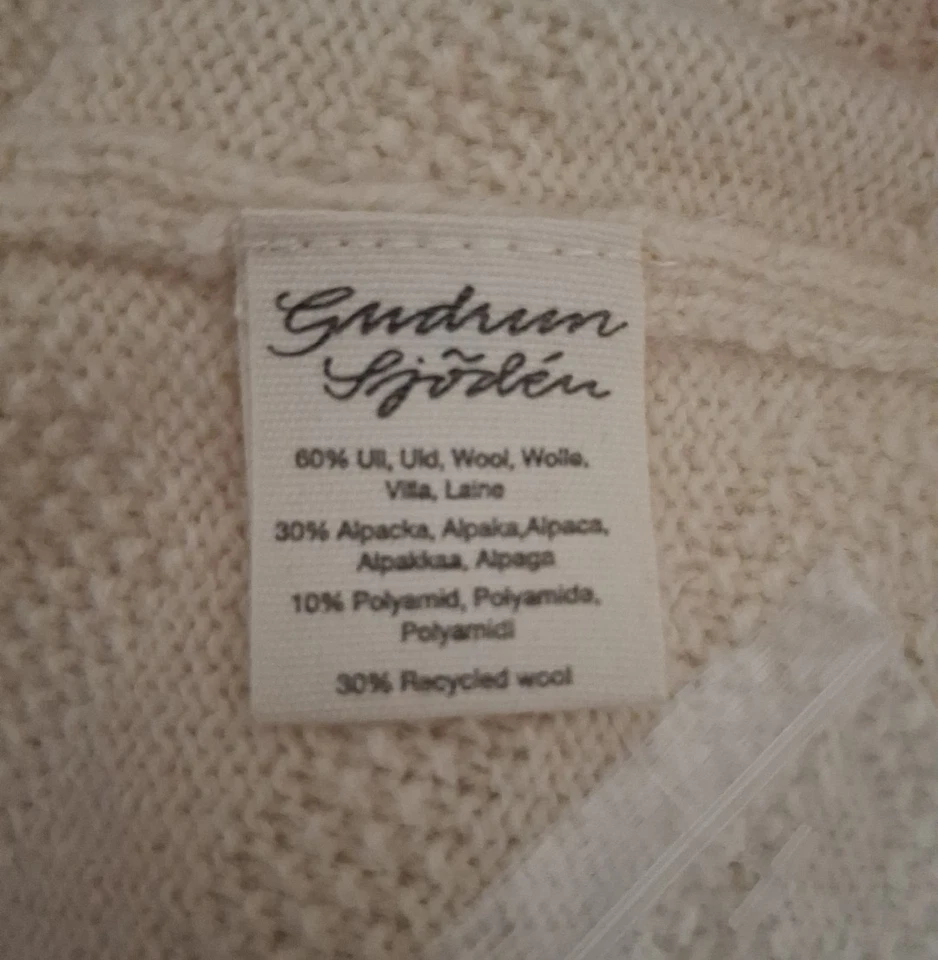 Gudrun
Sjödén
60% Ull, Uld, Wool, Wolle,
Villa, Laine
30% Alpacka, Alpaka,Alpaca,
Alpakkaa, Alpaga
10% Polyamid, Polyamide,
Polyamidi
30% Recycled wool